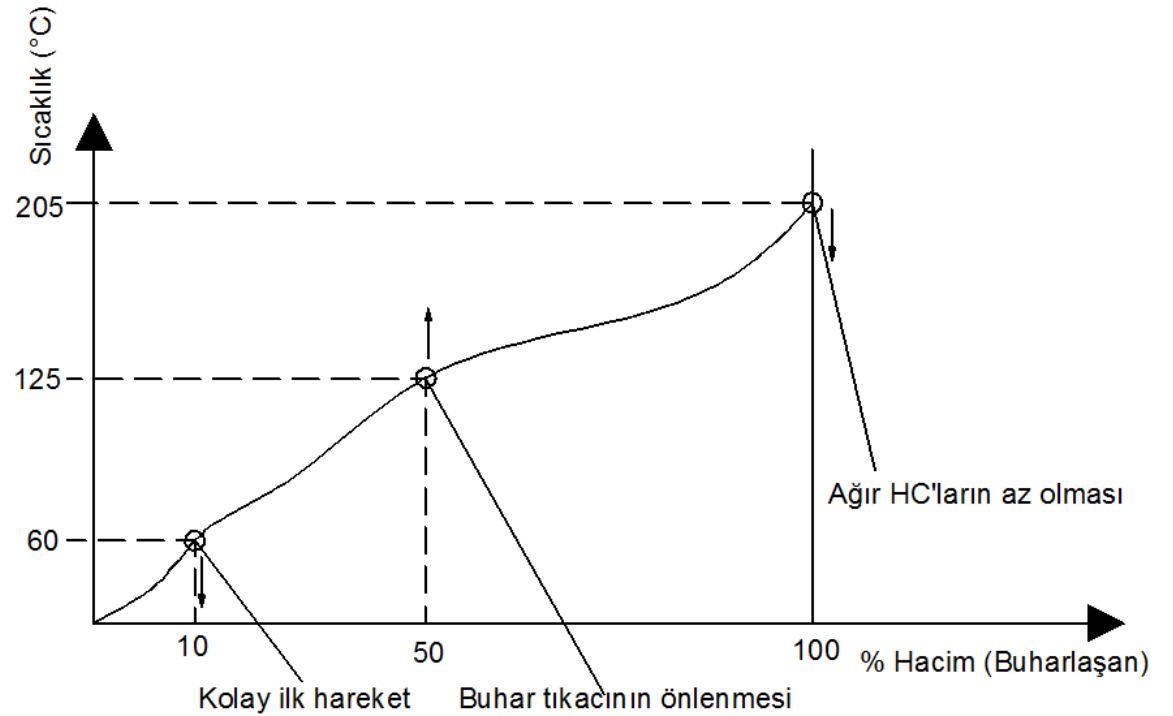 Sıcaklık (°C)
205
125
60
10
50
100
% Hacim (Buharlaşan)
Ağır HC'ların az olması
Kolay ilk hareket
Buhar tıkacının önlenmesi